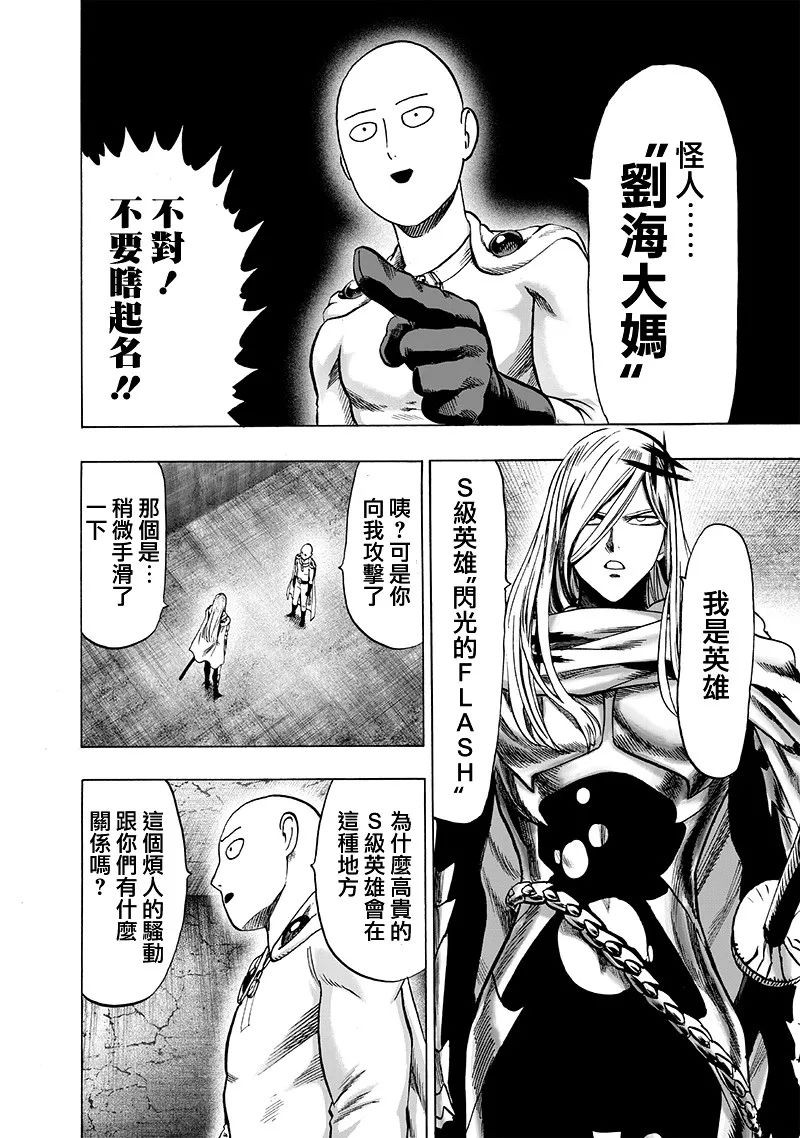 怪人……
"劉海大媽"
不對！
不要瞎起名!!
我是英雄
S級英雄"閃光的FLASH"
咦？可是你
向我攻擊了
那個是…
稍微手滑了
一下
為什麼高貴的
S級英雄會在
這種地方
這個煩人的騷動
跟你們有什麼
關係嗎？